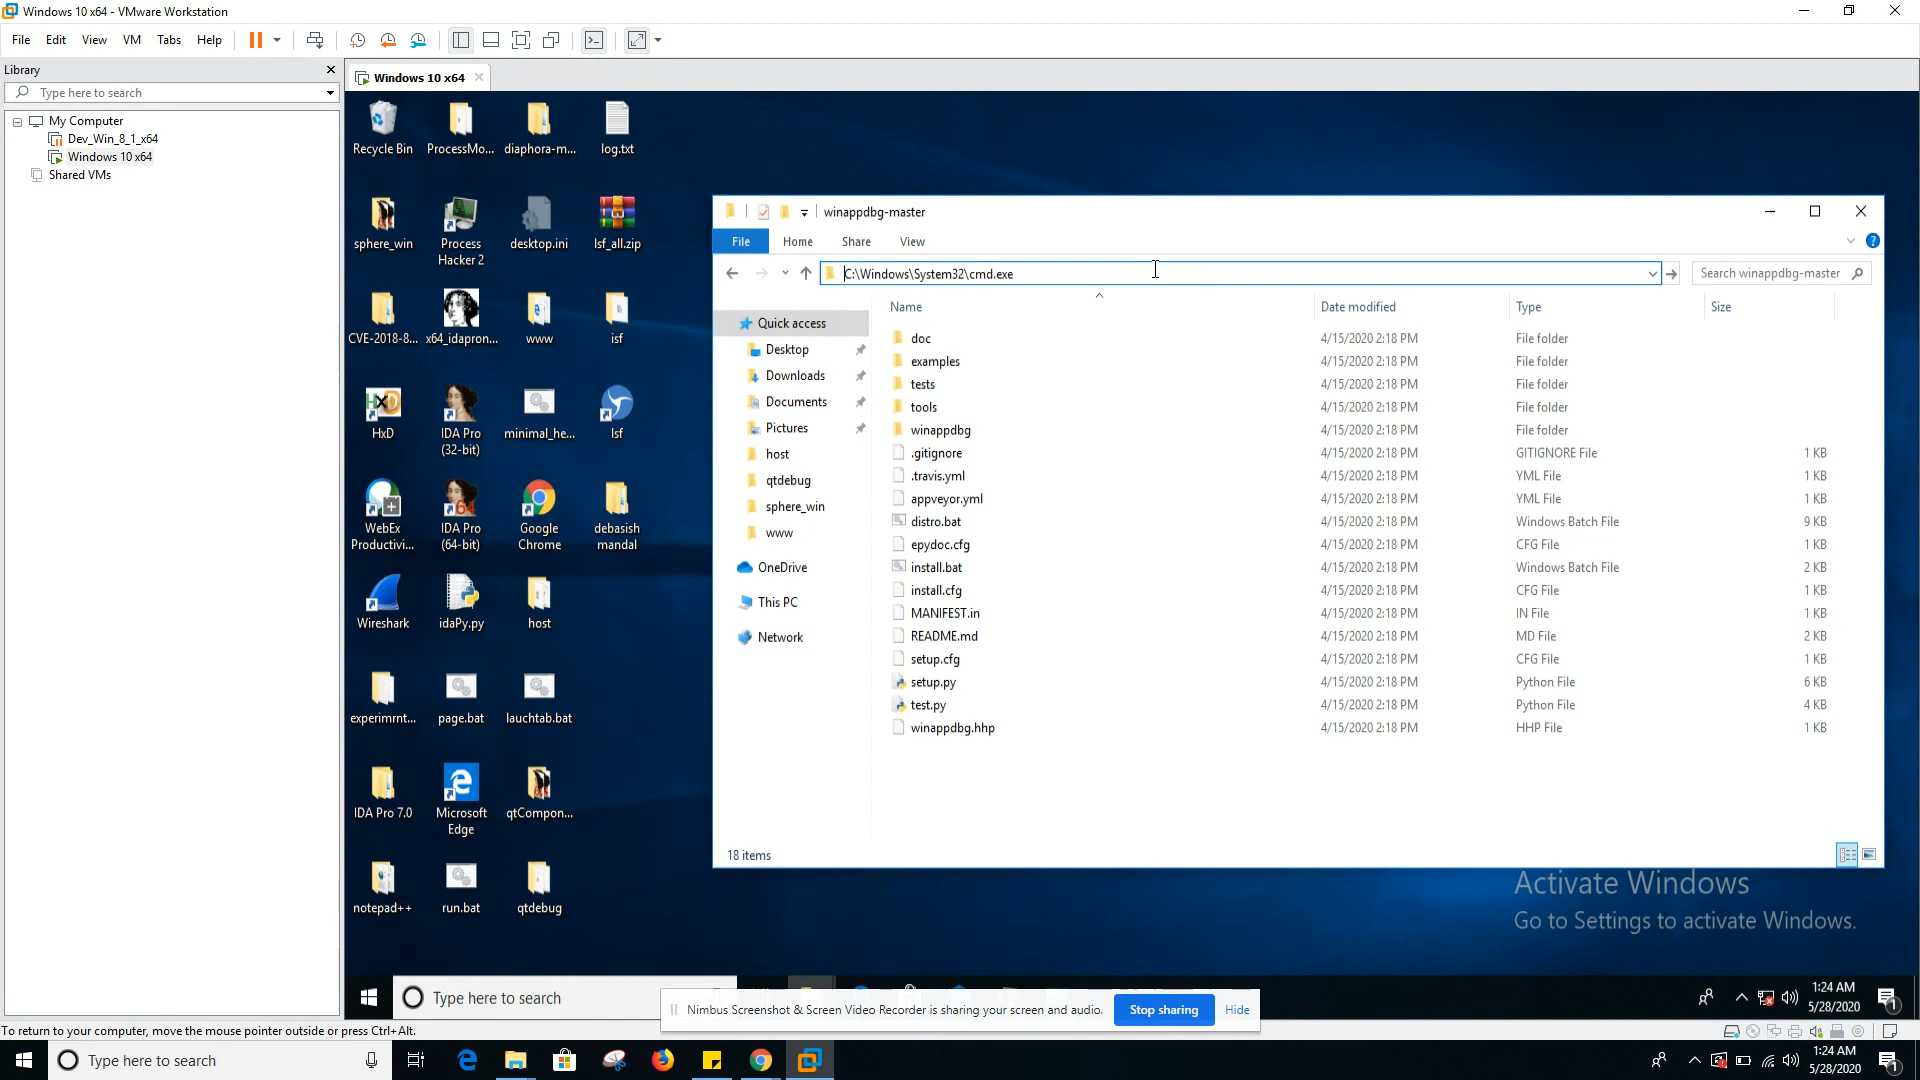 Windows 10 x64 - VMware Workstation
File Edit View VM Tabs Help
Library
Type here to search
My Computer
Dev_Win_8_1_x64
Windows 10 x64
Shared VMs
Windows 10 x64
Recycle Bin
ProcessMo...
diaphora-m...
log.txt
sphere_win
Process
Hacker 2
desktop.ini
lsf_all.zip
CVE-2018-8...
x64_idapron...
www
isf
HxD
IDA Pro
(32-bit)
minimal_he...
lsf
WebEx
Productivi...
IDA Pro
(64-bit)
Google
Chrome
debasish
mandal
Wireshark
idaPy.py
host
experimrnt...
page.bat
lauchtab.bat
IDA Pro 7.0
Microsoft
Edge
qtCompon...
notepad++
run.bat
qtdebug
winappdbg-master
File Home Share View
C:\Windows\System32\cmd.exe
Search winappdbg-master
Quick access
Desktop
Downloads
Documents
Pictures
host
qtdebug
sphere_win
www
OneDrive
This PC
Network
Name Date modified Type Size
doc 4/15/2020 2:18 PM File folder
examples 4/15/2020 2:18 PM File folder
tests 4/15/2020 2:18 PM File folder
tools 4/15/2020 2:18 PM File folder
winappdbg 4/15/2020 2:18 PM File folder
.gitignore 4/15/2020 2:18 PM GITIGNORE File 1 KB
.travis.yml 4/15/2020 2:18 PM YML File 1 KB
appveyor.yml 4/15/2020 2:18 PM YML File 1 KB
distro.bat 4/15/2020 2:18 PM Windows Batch File 9 KB
epydoc.cfg 4/15/2020 2:18 PM CFG File 1 KB
install.bat 4/15/2020 2:18 PM Windows Batch File 2 KB
install.cfg 4/15/2020 2:18 PM CFG File 1 KB
MANIFEST.in 4/15/2020 2:18 PM IN File 1 KB
README.md 4/15/2020 2:18 PM MD File 2 KB
setup.cfg 4/15/2020 2:18 PM CFG File 1 KB
setup.py 4/15/2020 2:18 PM Python File 6 KB
test.py 4/15/2020 2:18 PM Python File 4 KB
winappdbg.hhp 4/15/2020 2:18 PM HHP File 1 KB
18 items
Activate Windows
Go to Settings to activate Windows.
Type here to search
1:24 AM
5/28/2020
1
Nimbus Screenshot & Screen Video Recorder is sharing your screen and audio. Stop sharing Hide
To return to your computer, move the mouse pointer outside or press Ctrl+Alt.
Type here to search
1:24 AM
5/28/2020
1